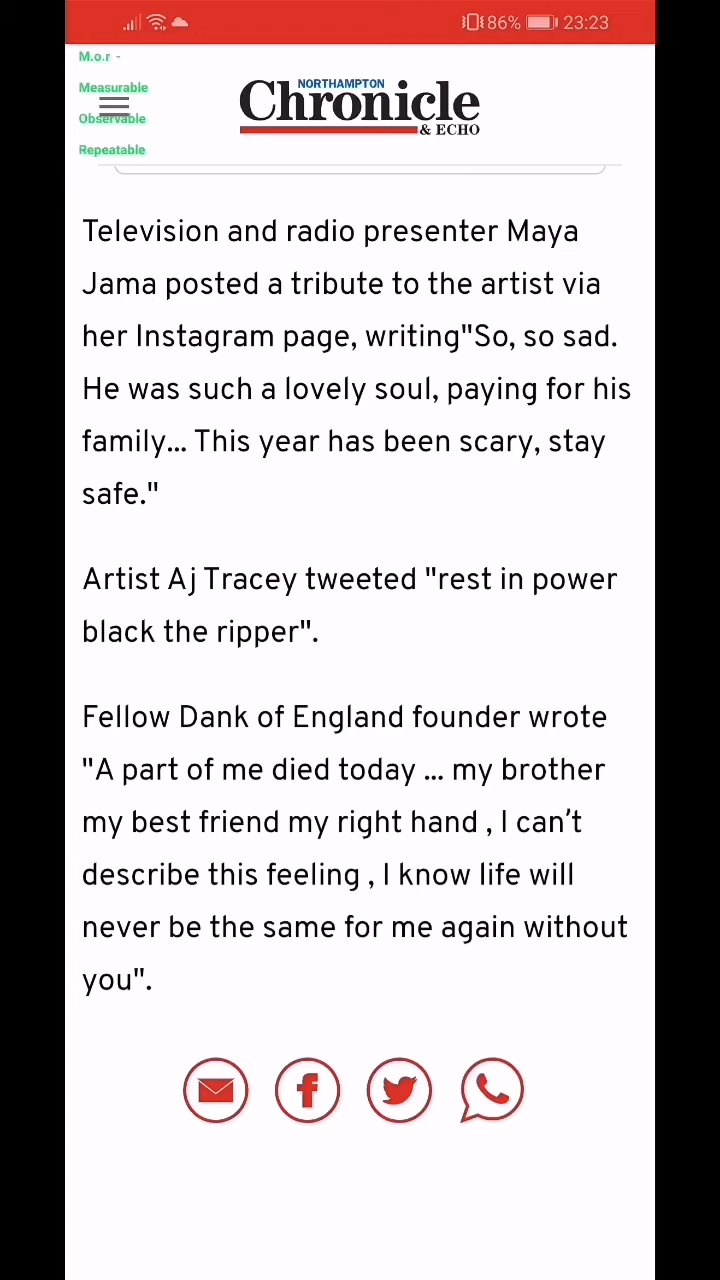 86% 23:23
M.o.r -
Measurable
Observable
Repeatable
NORTHAMPTON
Chronicle
& ECHO
Television and radio presenter Maya
Jama posted a tribute to the artist via
her Instagram page, writing"So, so sad.
He was such a lovely soul, paying for his
family... This year has been scary, stay
safe."
Artist Aj Tracey tweeted "rest in power
black the ripper".
Fellow Dank of England founder wrote
"A part of me died today ... my brother
my best friend my right hand , I can’t
describe this feeling , I know life will
never be the same for me again without
you".